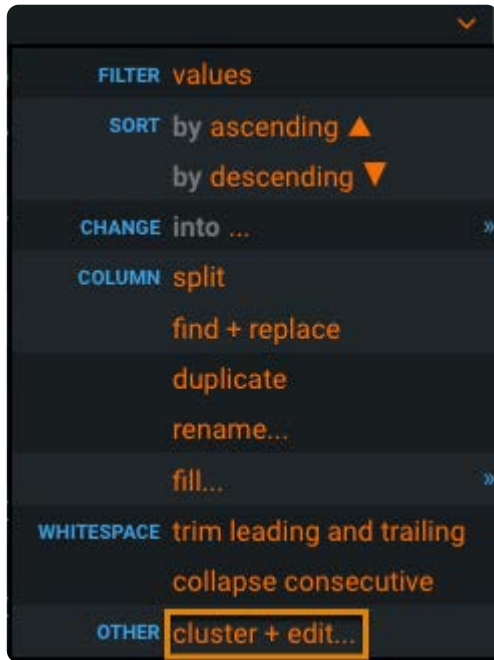 FILTER values
SORT by ascending ▲
by descending ▼
CHANGE into ... »
COLUMN split
find + replace
duplicate
rename...
fill... »
WHITESPACE trim leading and trailing
collapse consecutive
OTHER cluster + edit...